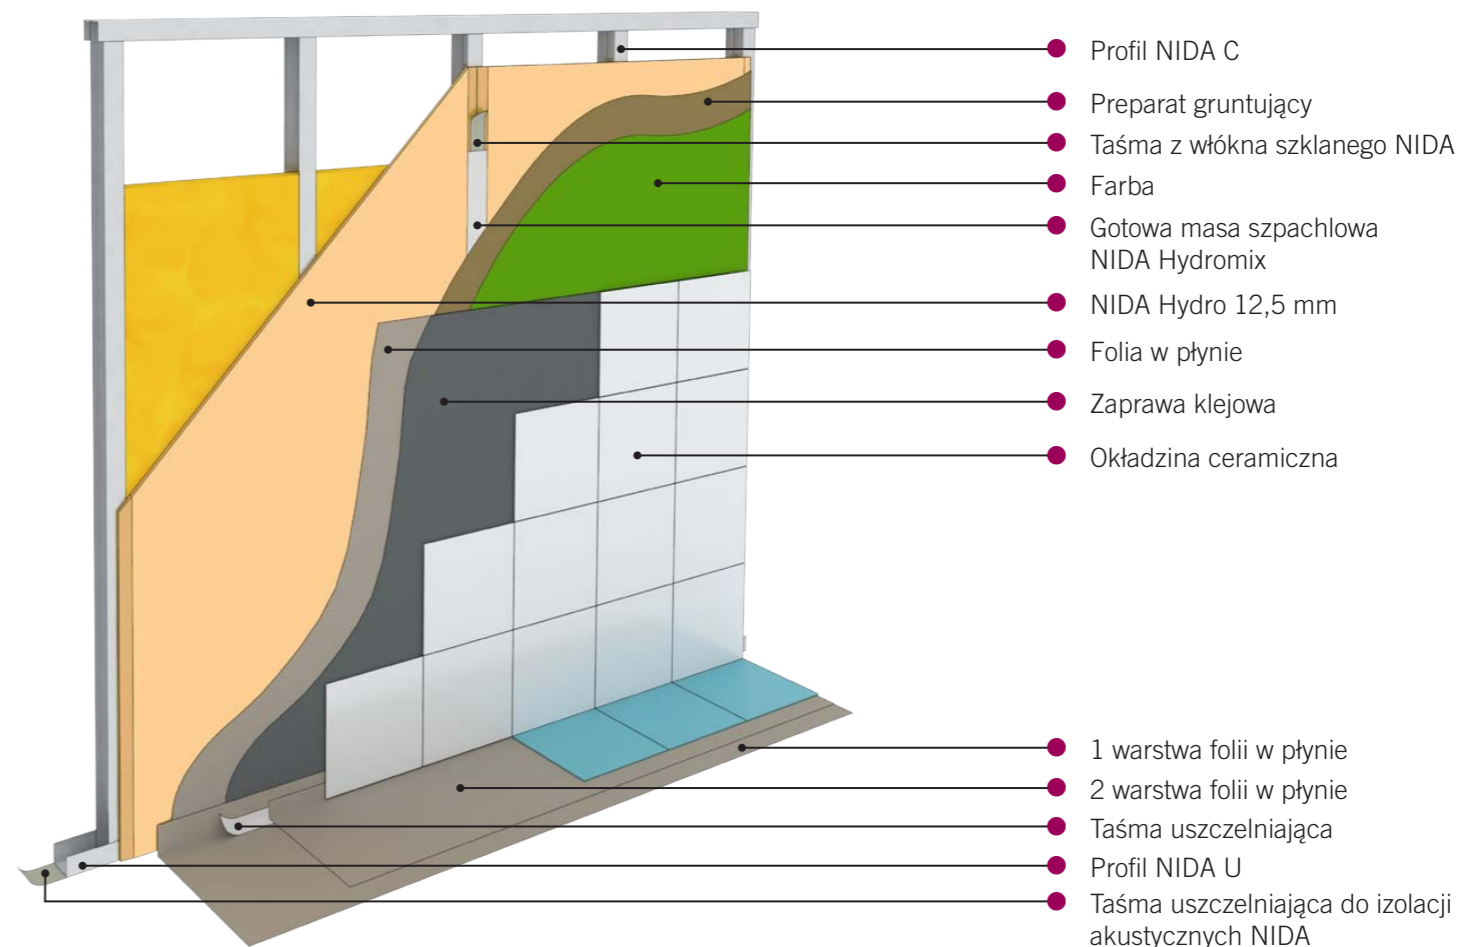 Profil NIDA C
Preparat gruntujący
Taśma z włókna szklanego NIDA
Farba
Gotowa masa szpachlowa
NIDA Hydromix
NIDA Hydro 12,5 mm
Folia w płynie
Zaprawa klejowa
Okładzina ceramiczna
1 warstwa folii w płynie
2 warstwa folii w płynie
Taśma uszczelniająca
Profil NIDA U
Taśma uszczelniająca do izolacji
akustycznych NIDA